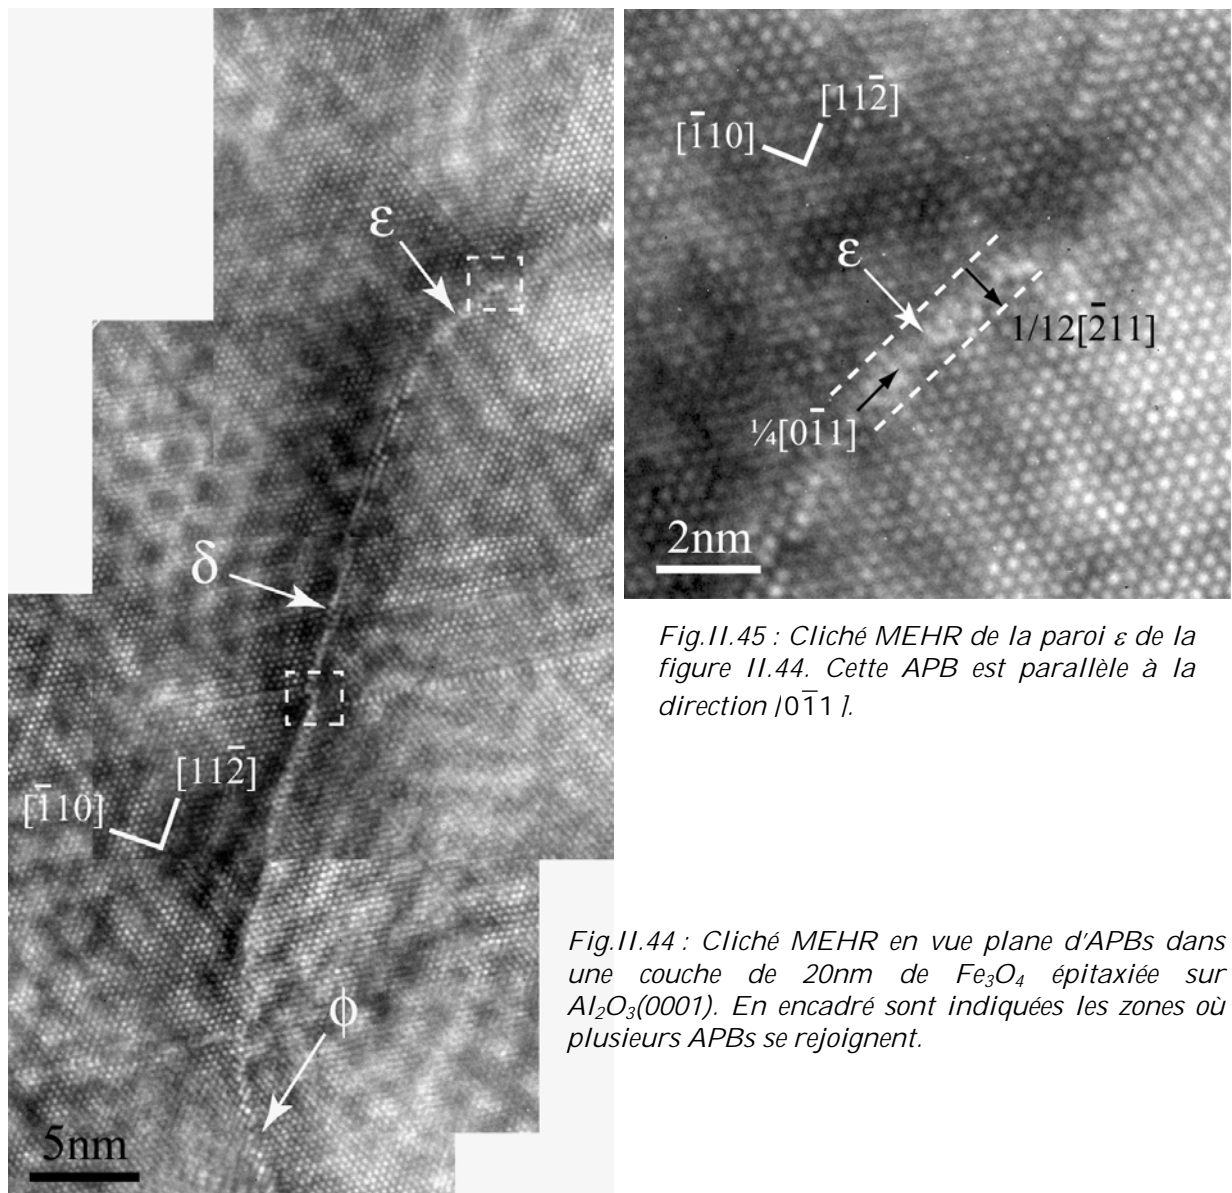 ε
δ
[1̄10] [112̄]
ϕ
5nm
[1̄10] [112̄]
ε
1/12[2̄11]
¼[01̄1]
2nm
Fig.II.45 : Cliché MEHR de la paroi ε de la
figure II.44. Cette APB est parallèle à la
direction [01̄1 ].
Fig.II.44 : Cliché MEHR en vue plane d'APBs dans
une couche de 20nm de Fe₃O₄ épitaxiée sur
Al₂O₃(0001). En encadré sont indiquées les zones où
plusieurs APBs se rejoignent.